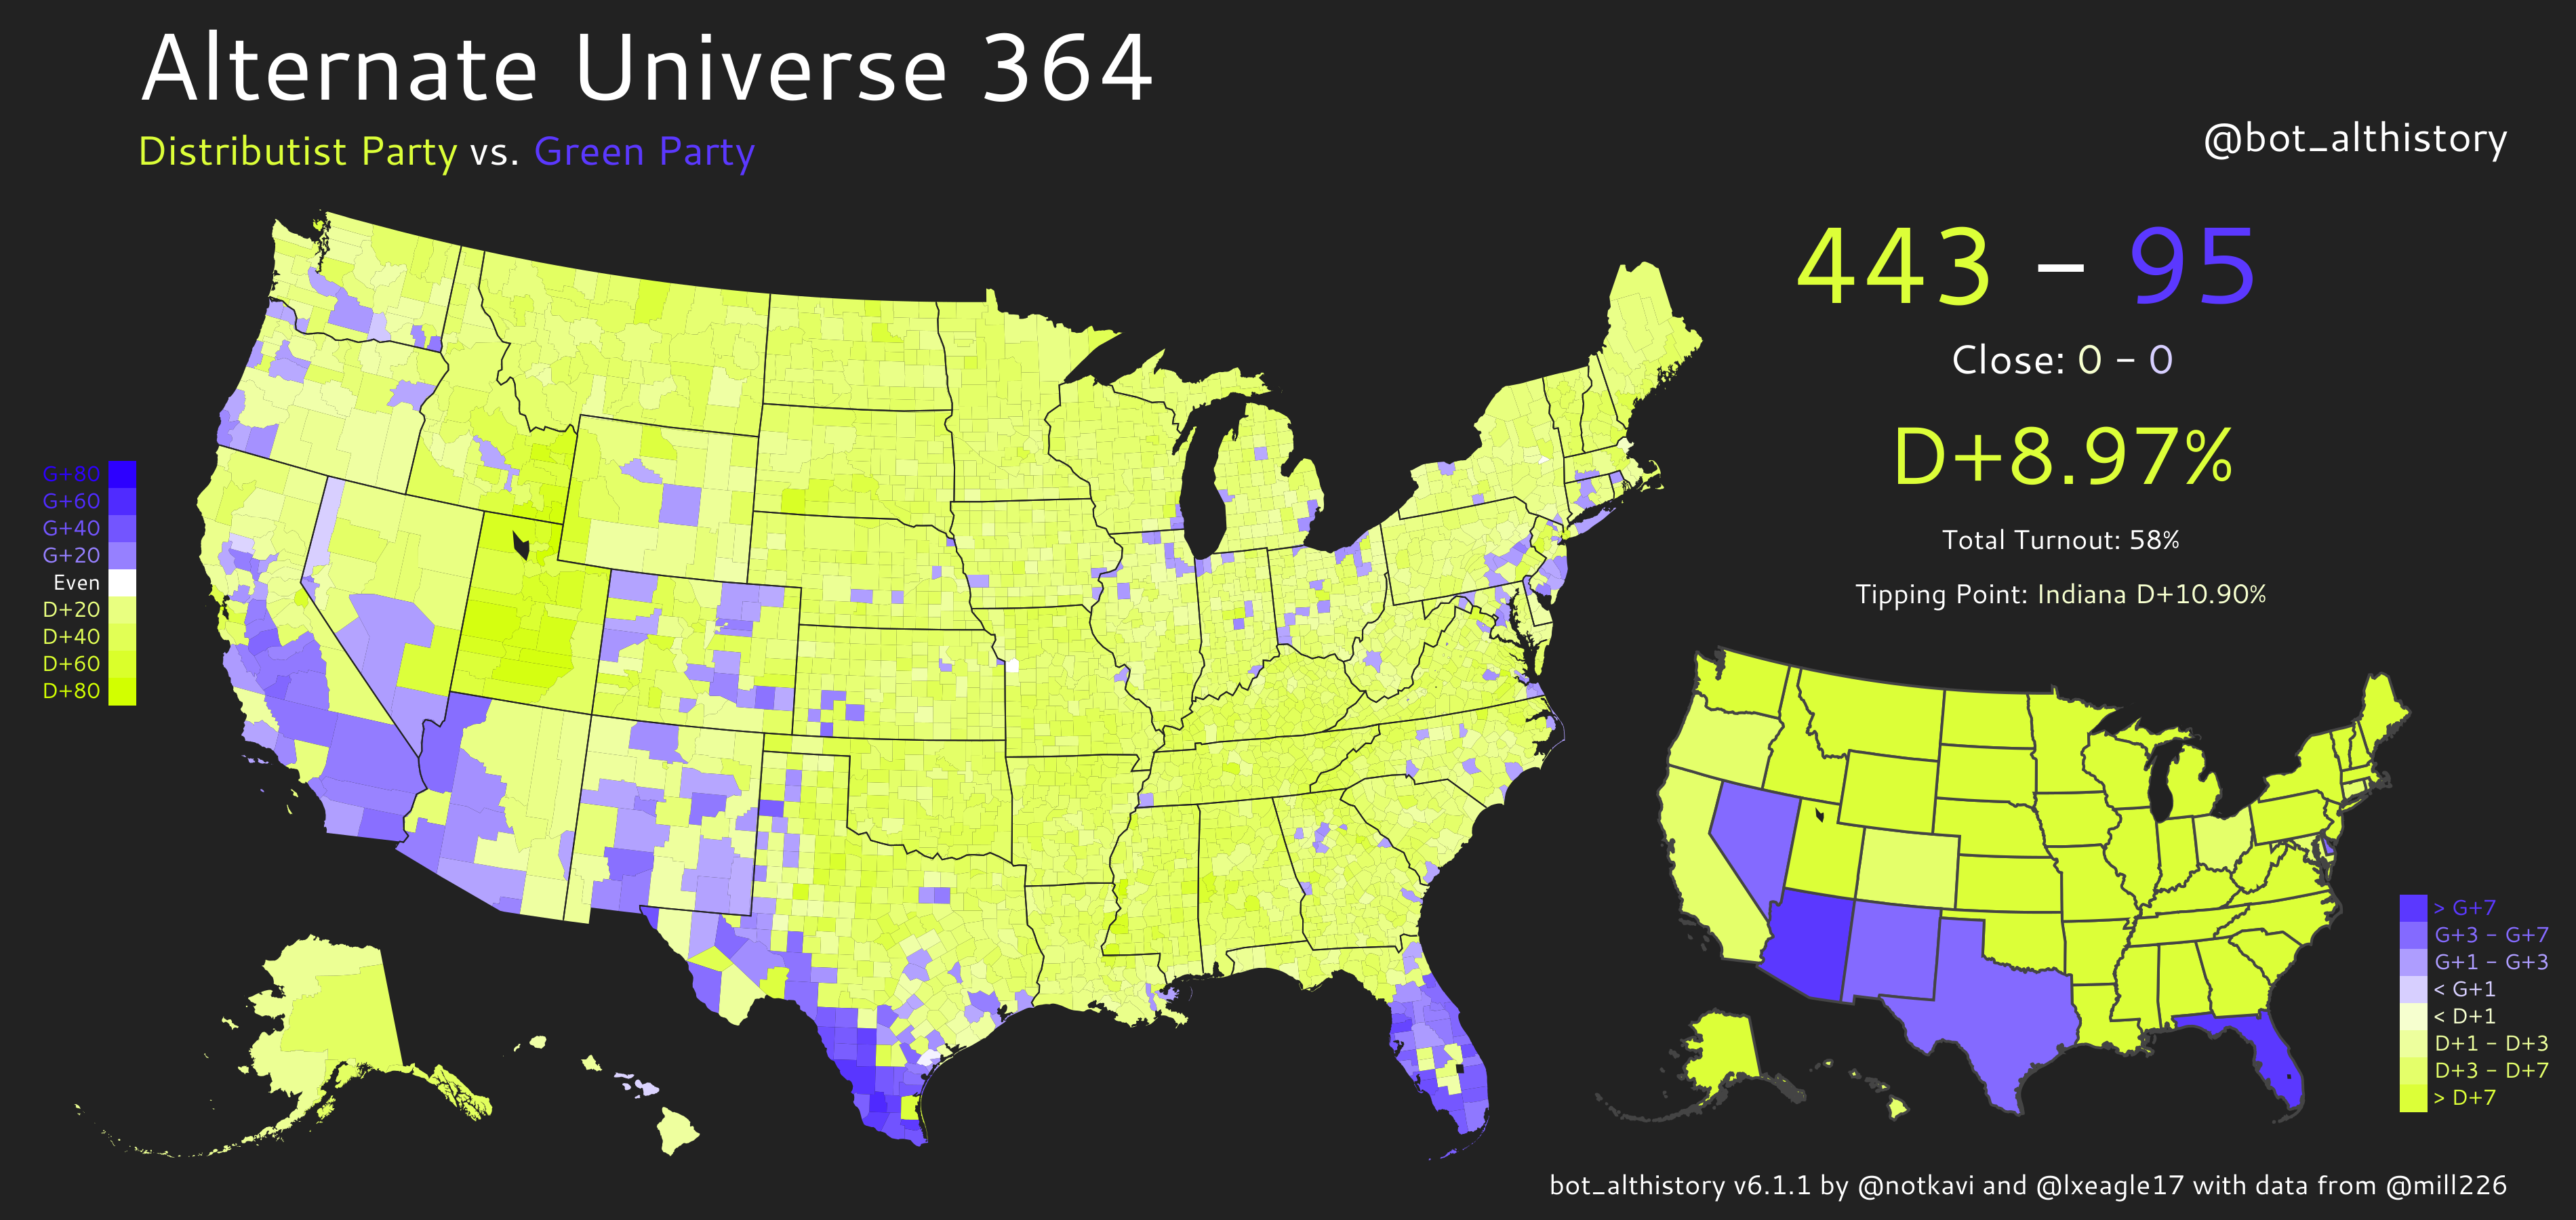 Alternate Universe 364
Distributist Party vs. Green Party
@bot_althistory
443 – 95
Close: 0 – 0
D+8.97%
Total Turnout: 58%
Tipping Point: Indiana D+10.90%
G+80
G+60
G+40
G+20
Even
D+20
D+40
D+60
D+80
> G+7
G+3 – G+7
G+1 – G+3
< G+1
< D+1
D+1 – D+3
D+3 – D+7
> D+7
bot_althistory v6.1.1 by @notkavi and @lxeagle17 with data from @mill226